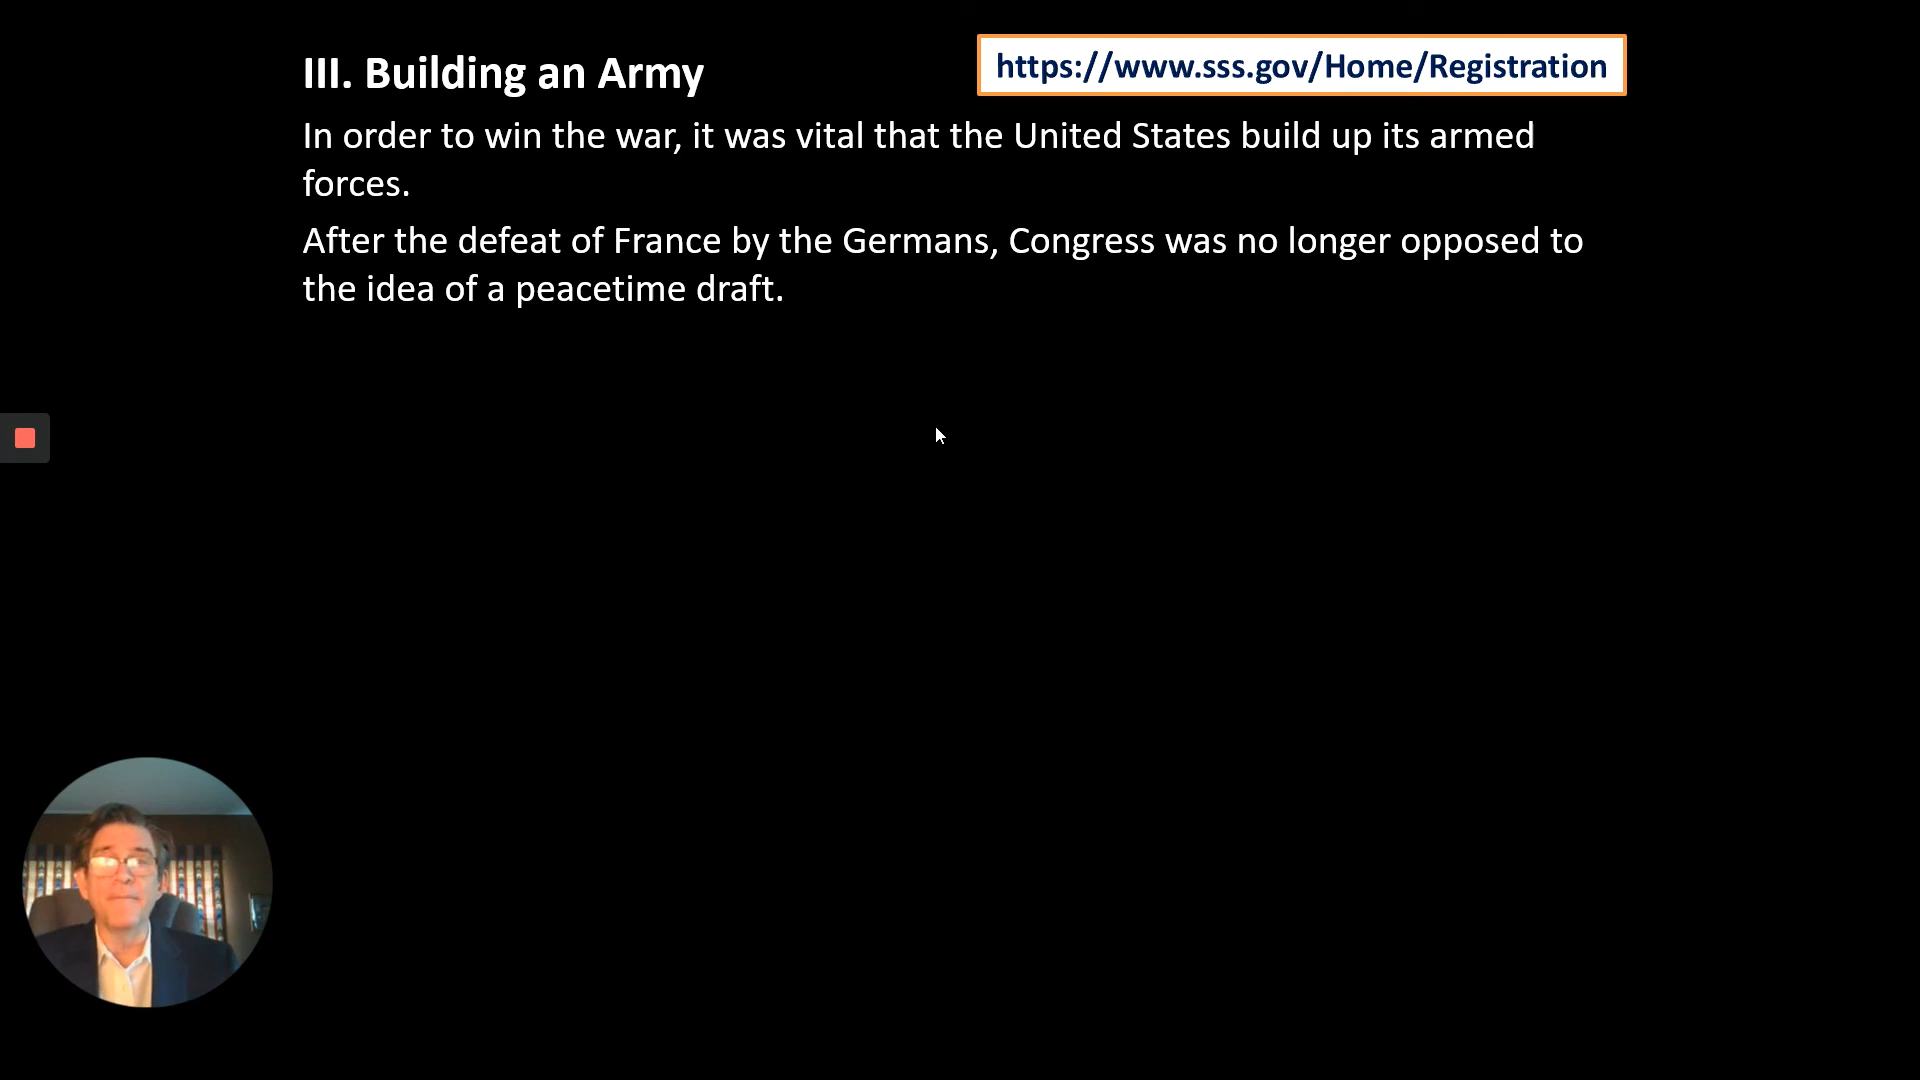 III. Building an Army
https://www.sss.gov/Home/Registration
In order to win the war, it was vital that the United States build up its armed
forces.
After the defeat of France by the Germans, Congress was no longer opposed to
the idea of a peacetime draft.